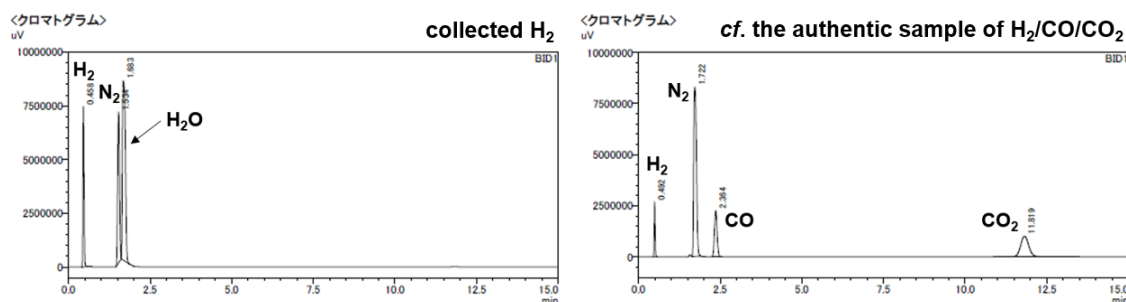 <クロマトグラム>
uV
collected H2
10000000
BID1
H2
0.458
N2
1.534
1.683
7500000
H2O
5000000
2500000
0
0.0 2.5 5.0 7.5 10.0 12.5 15.0
min
<クロマトグラム>
uV
cf. the authentic sample of H2/CO/CO2
10000000
BID1
N2
1.722
7500000
5000000
H2
0.492
2500000
2.364
CO
CO2
11.819
0
0.0 2.5 5.0 7.5 10.0 12.5 15.0
min